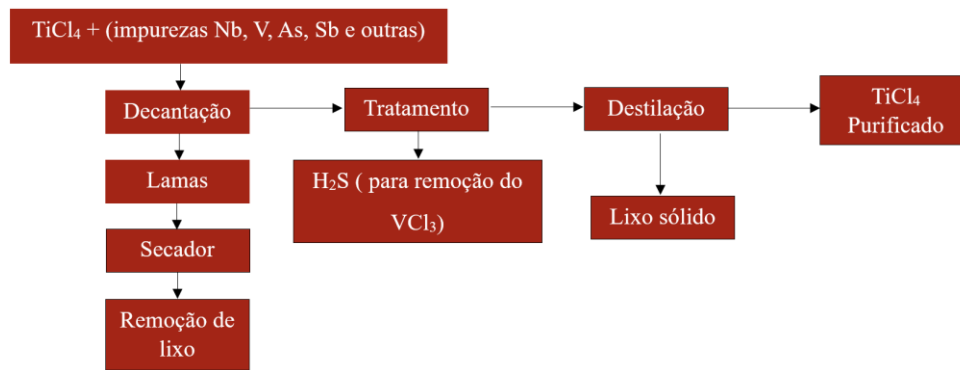 TiCl₄ + (impurezas Nb, V, As, Sb e outras)
Decantação
Tratamento
Destilação
TiCl₄
Purificado
Lamas
H₂S ( para remoção do
VCl₃)
Lixo sólido
Secador
Remoção de
lixo